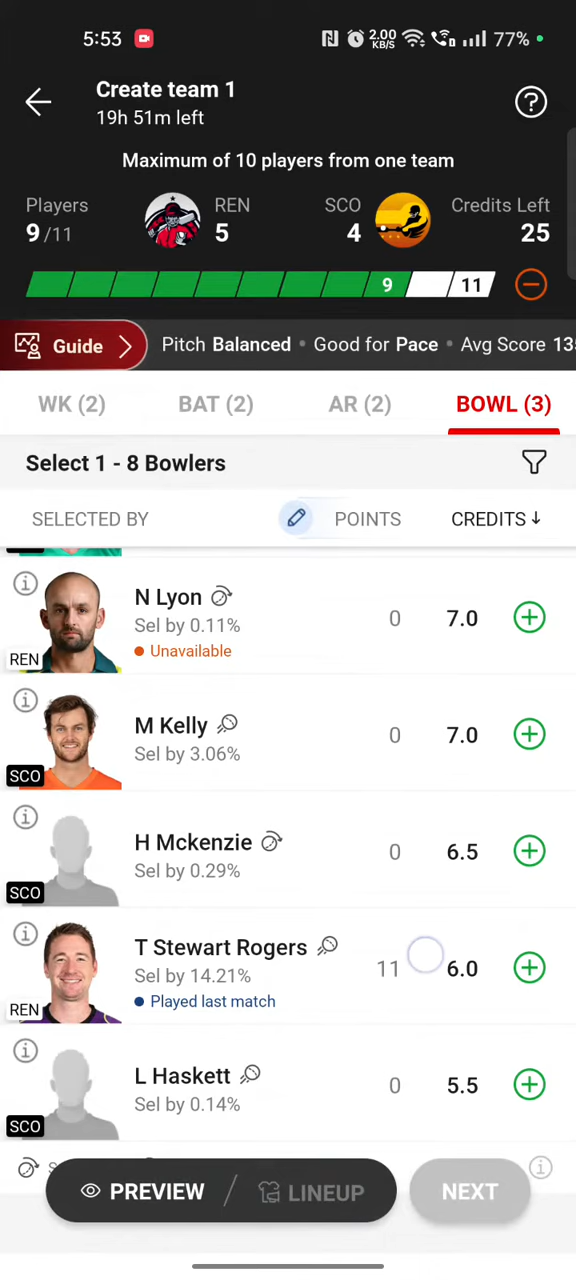 5:53 2.00 KB/S 77%
Create team 1
19h 51m left
Maximum of 10 players from one team
Players REN SCO Credits Left
9/11 5 4 25
9 11
Guide Pitch Balanced • Good for Pace • Avg Score 13
WK (2) BAT (2) AR (2) BOWL (3)
Select 1 - 8 Bowlers
SELECTED BY POINTS CREDITS↓
N Lyon 0 7.0
Sel by 0.11%
REN • Unavailable
M Kelly 0 7.0
Sel by 3.06%
SCO
H Mckenzie 0 6.5
Sel by 0.29%
SCO
T Stewart Rogers 11 6.0
Sel by 14.21%
REN • Played last match
L Haskett 0 5.5
Sel by 0.14%
SCO
PREVIEW / LINEUP NEXT